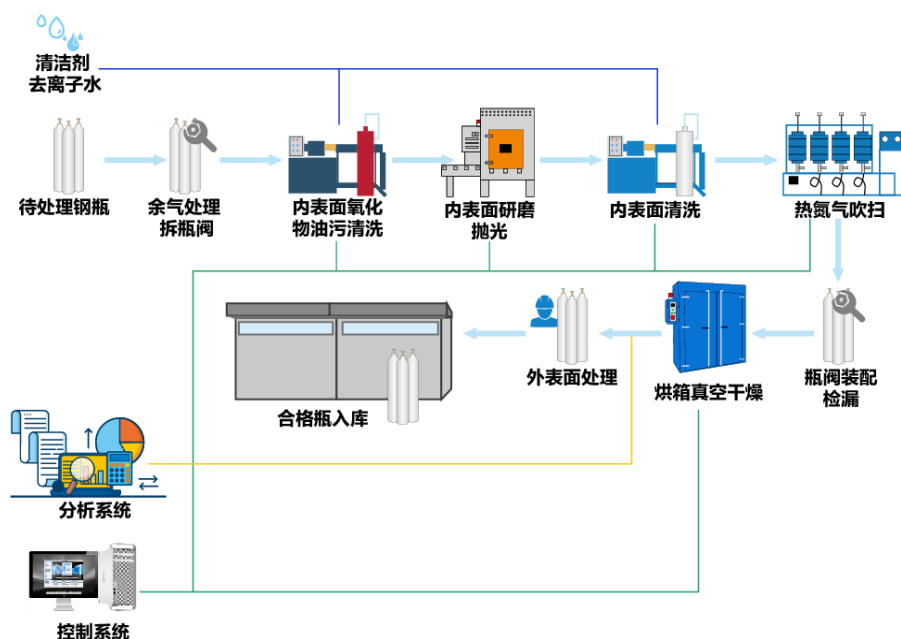 清洁剂
去离子水
待处理钢瓶
余气处理
拆瓶阀
内表面氧化
物油污清洗
内表面研磨
抛光
内表面清洗
热氮气吹扫
合格瓶入库
外表面处理
烘箱真空干燥
瓶阀装配
检漏
分析系统
控制系统